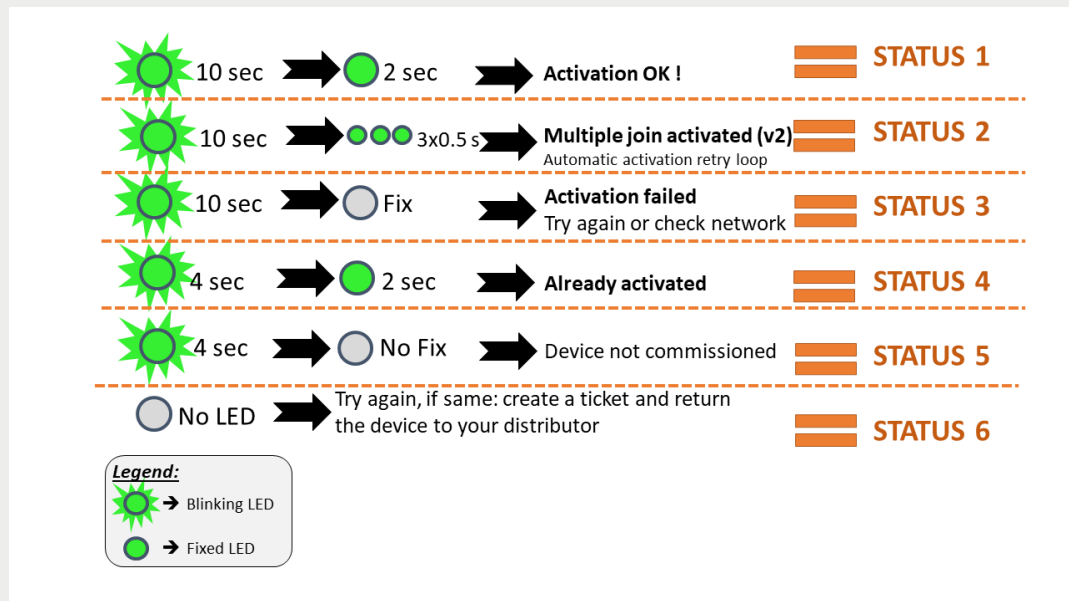 10 sec 2 sec Activation OK ! STATUS 1
10 sec 3x0.5 s Multiple join activated (v2) STATUS 2
Automatic activation retry loop
10 sec Fix Activation failed STATUS 3
Try again or check network
4 sec 2 sec Already activated STATUS 4
4 sec No Fix Device not commissioned STATUS 5
No LED Try again, if same: create a ticket and return
the device to your distributor STATUS 6
Legend:
➔ Blinking LED
➔ Fixed LED